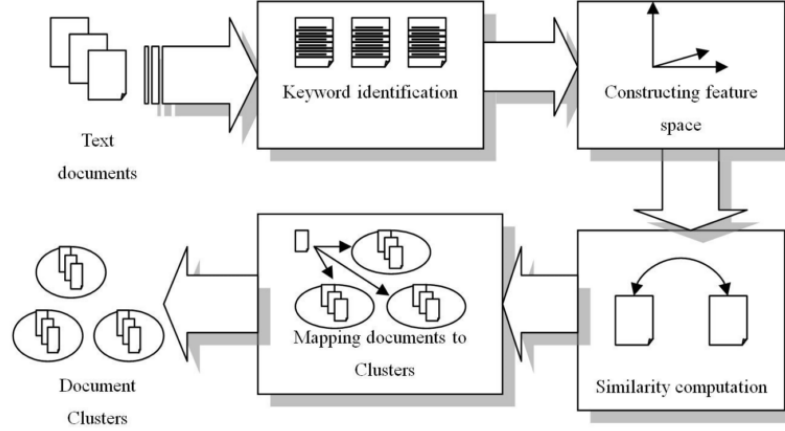 Keyword identification
Constructing feature
space
Text
documents
Similarity computation
Mapping documents to
Clusters
Document
Clusters